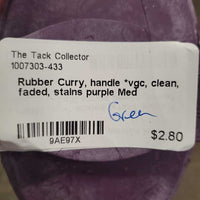 The Tack Collector
1007303-433
Rubber Curry, handle *vgc, clean,
faded, stains purple Med
Green
9AE97X
$2.80